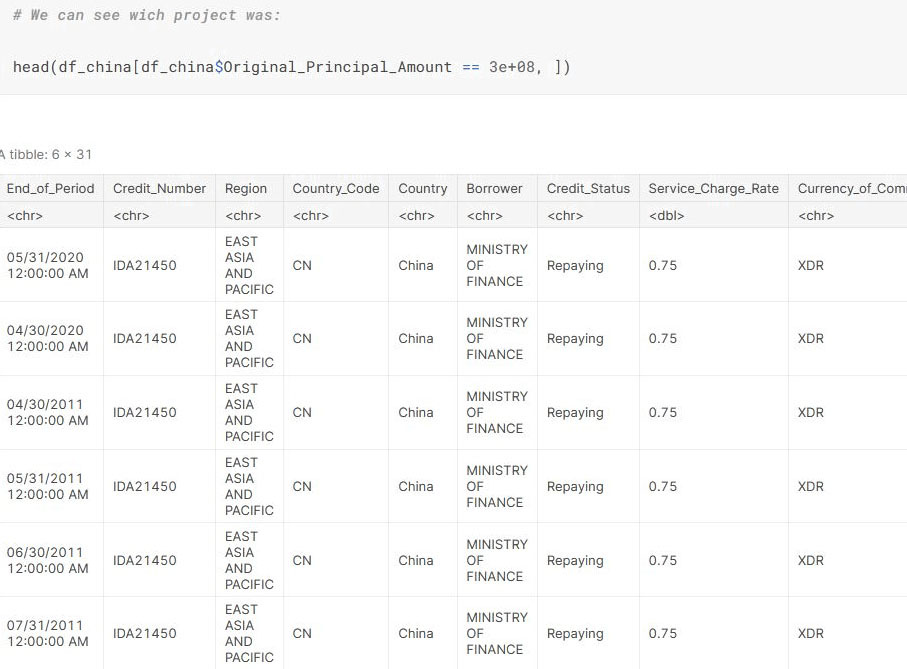 # We can see wich project was:
head(df_china[df_china$Original_Principal_Amount == 3e+08, ])
A tibble: 6 × 31
End_of_Period Credit_Number Region Country_Code Country Borrower Credit_Status Service_Charge_Rate Currency_of_Com
<chr> <chr> <chr> <chr> <chr> <chr> <chr> <dbl> <chr>
05/31/2020 12:00:00 AM IDA21450 EAST ASIA AND PACIFIC CN China MINISTRY OF FINANCE Repaying 0.75 XDR
04/30/2020 12:00:00 AM IDA21450 EAST ASIA AND PACIFIC CN China MINISTRY OF FINANCE Repaying 0.75 XDR
04/30/2011 12:00:00 AM IDA21450 EAST ASIA AND PACIFIC CN China MINISTRY OF FINANCE Repaying 0.75 XDR
05/31/2011 12:00:00 AM IDA21450 EAST ASIA AND PACIFIC CN China MINISTRY OF FINANCE Repaying 0.75 XDR
06/30/2011 12:00:00 AM IDA21450 EAST ASIA AND PACIFIC CN China MINISTRY OF FINANCE Repaying 0.75 XDR
07/31/2011 12:00:00 AM IDA21450 EAST ASIA AND PACIFIC CN China MINISTRY OF FINANCE Repaying 0.75 XDR